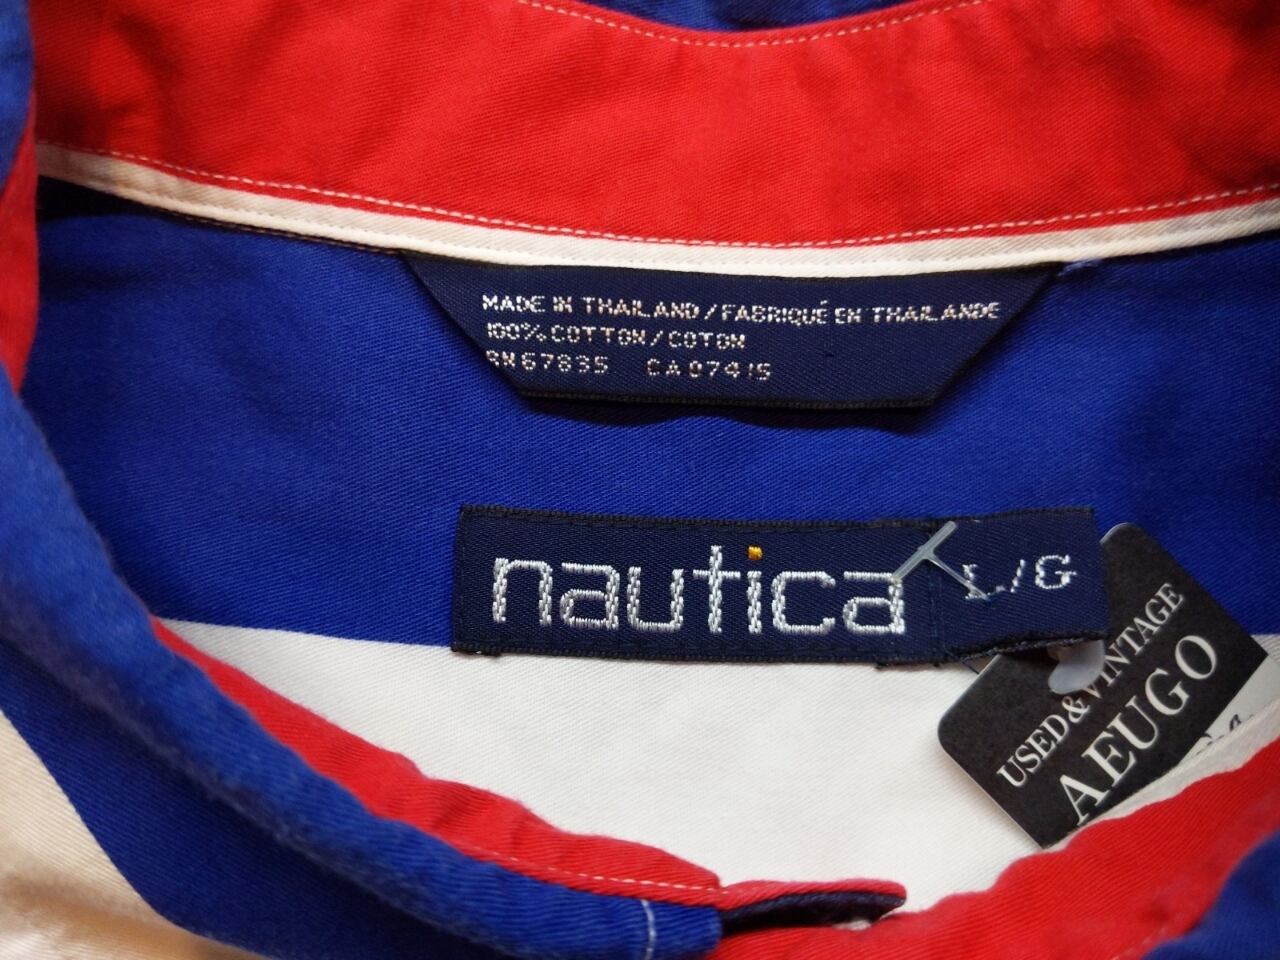 MADE IN THAILAND / FABRIQUÉ EN THAILANDE
100% COTTON / COTON
RN67835 CA07415
nautica
L/G
USED & VINTAGE
AEUGO